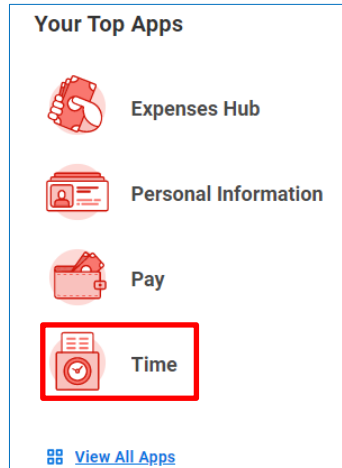 Your Top Apps
Expenses Hub
Personal Information
Pay
Time
View All Apps